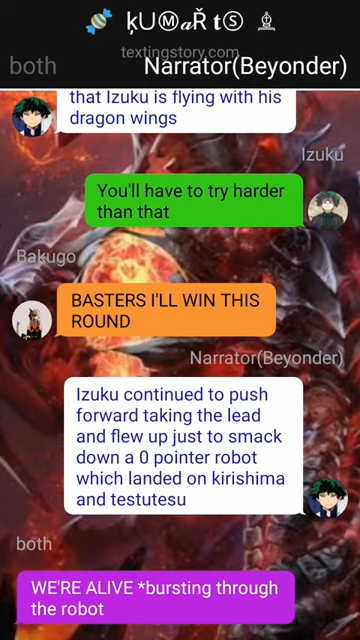 🍬 ķUⓂ𝒂Ř 𝐭Ⓢ ♗
textingstory.com
both Narrator(Beyonder)
that Izuku is flying with his
dragon wings
Izuku
You'll have to try harder
than that
Bakugo
BASTERS I'LL WIN THIS
ROUND
Narrator(Beyonder)
Izuku continued to push
forward taking the lead
and flew up just to smack
down a 0 pointer robot
which landed on kirishima
and testutesu
both
WE'RE ALIVE *bursting through
the robot